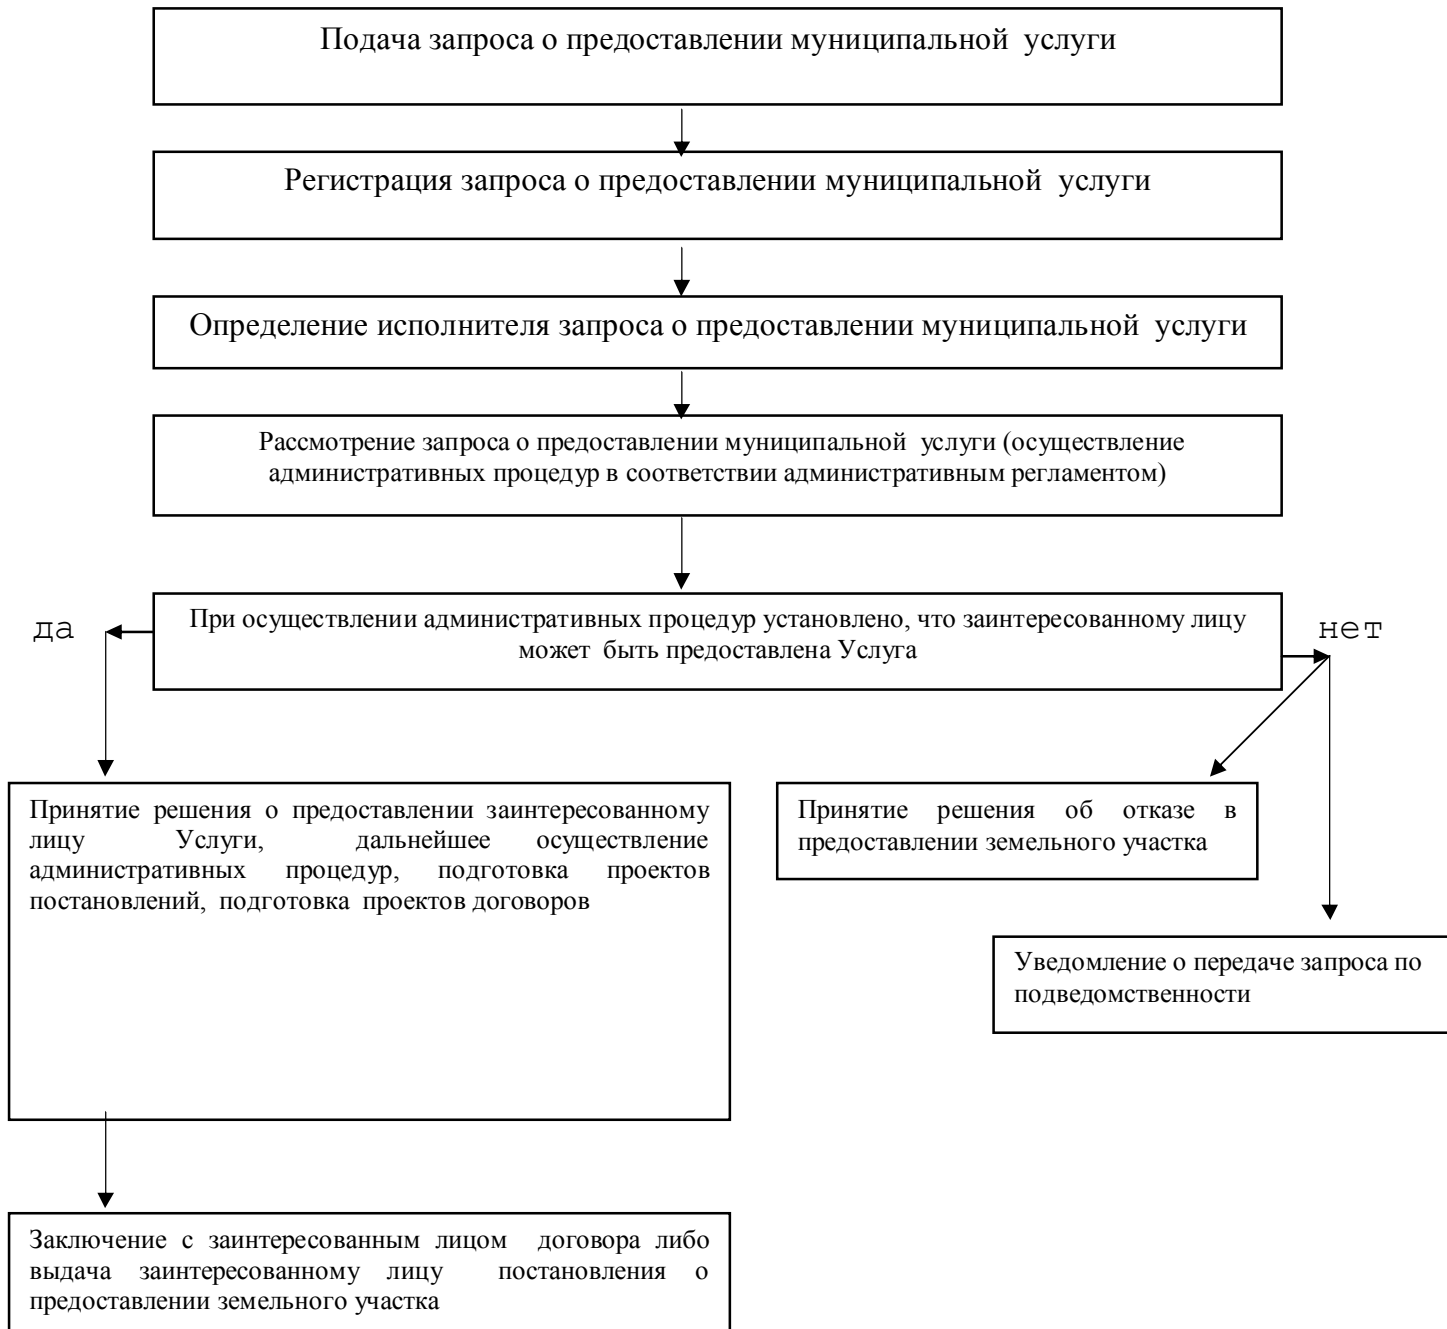 Подача запроса о предоставлении муниципальной услуги
Регистрация запроса о предоставлении муниципальной услуги
Определение исполнителя запроса о предоставлении муниципальной услуги
Рассмотрение запроса о предоставлении муниципальной услуги (осуществление
административных процедур в соответствии административным регламентом)
да
При осуществлении административных процедур установлено, что заинтересованному лицу
может быть предоставлена Услуга
нет
Принятие решения о предоставлении заинтересованному
лицу Услуги, дальнейшее осуществление
административных процедур, подготовка проектов
постановлений, подготовка проектов договоров
Принятие решения об отказе в
предоставлении земельного участка
Уведомление о передаче запроса по
подведомственности
Заключение с заинтересованным лицом договора либо
выдача заинтересованному лицу постановления о
предоставлении земельного участка